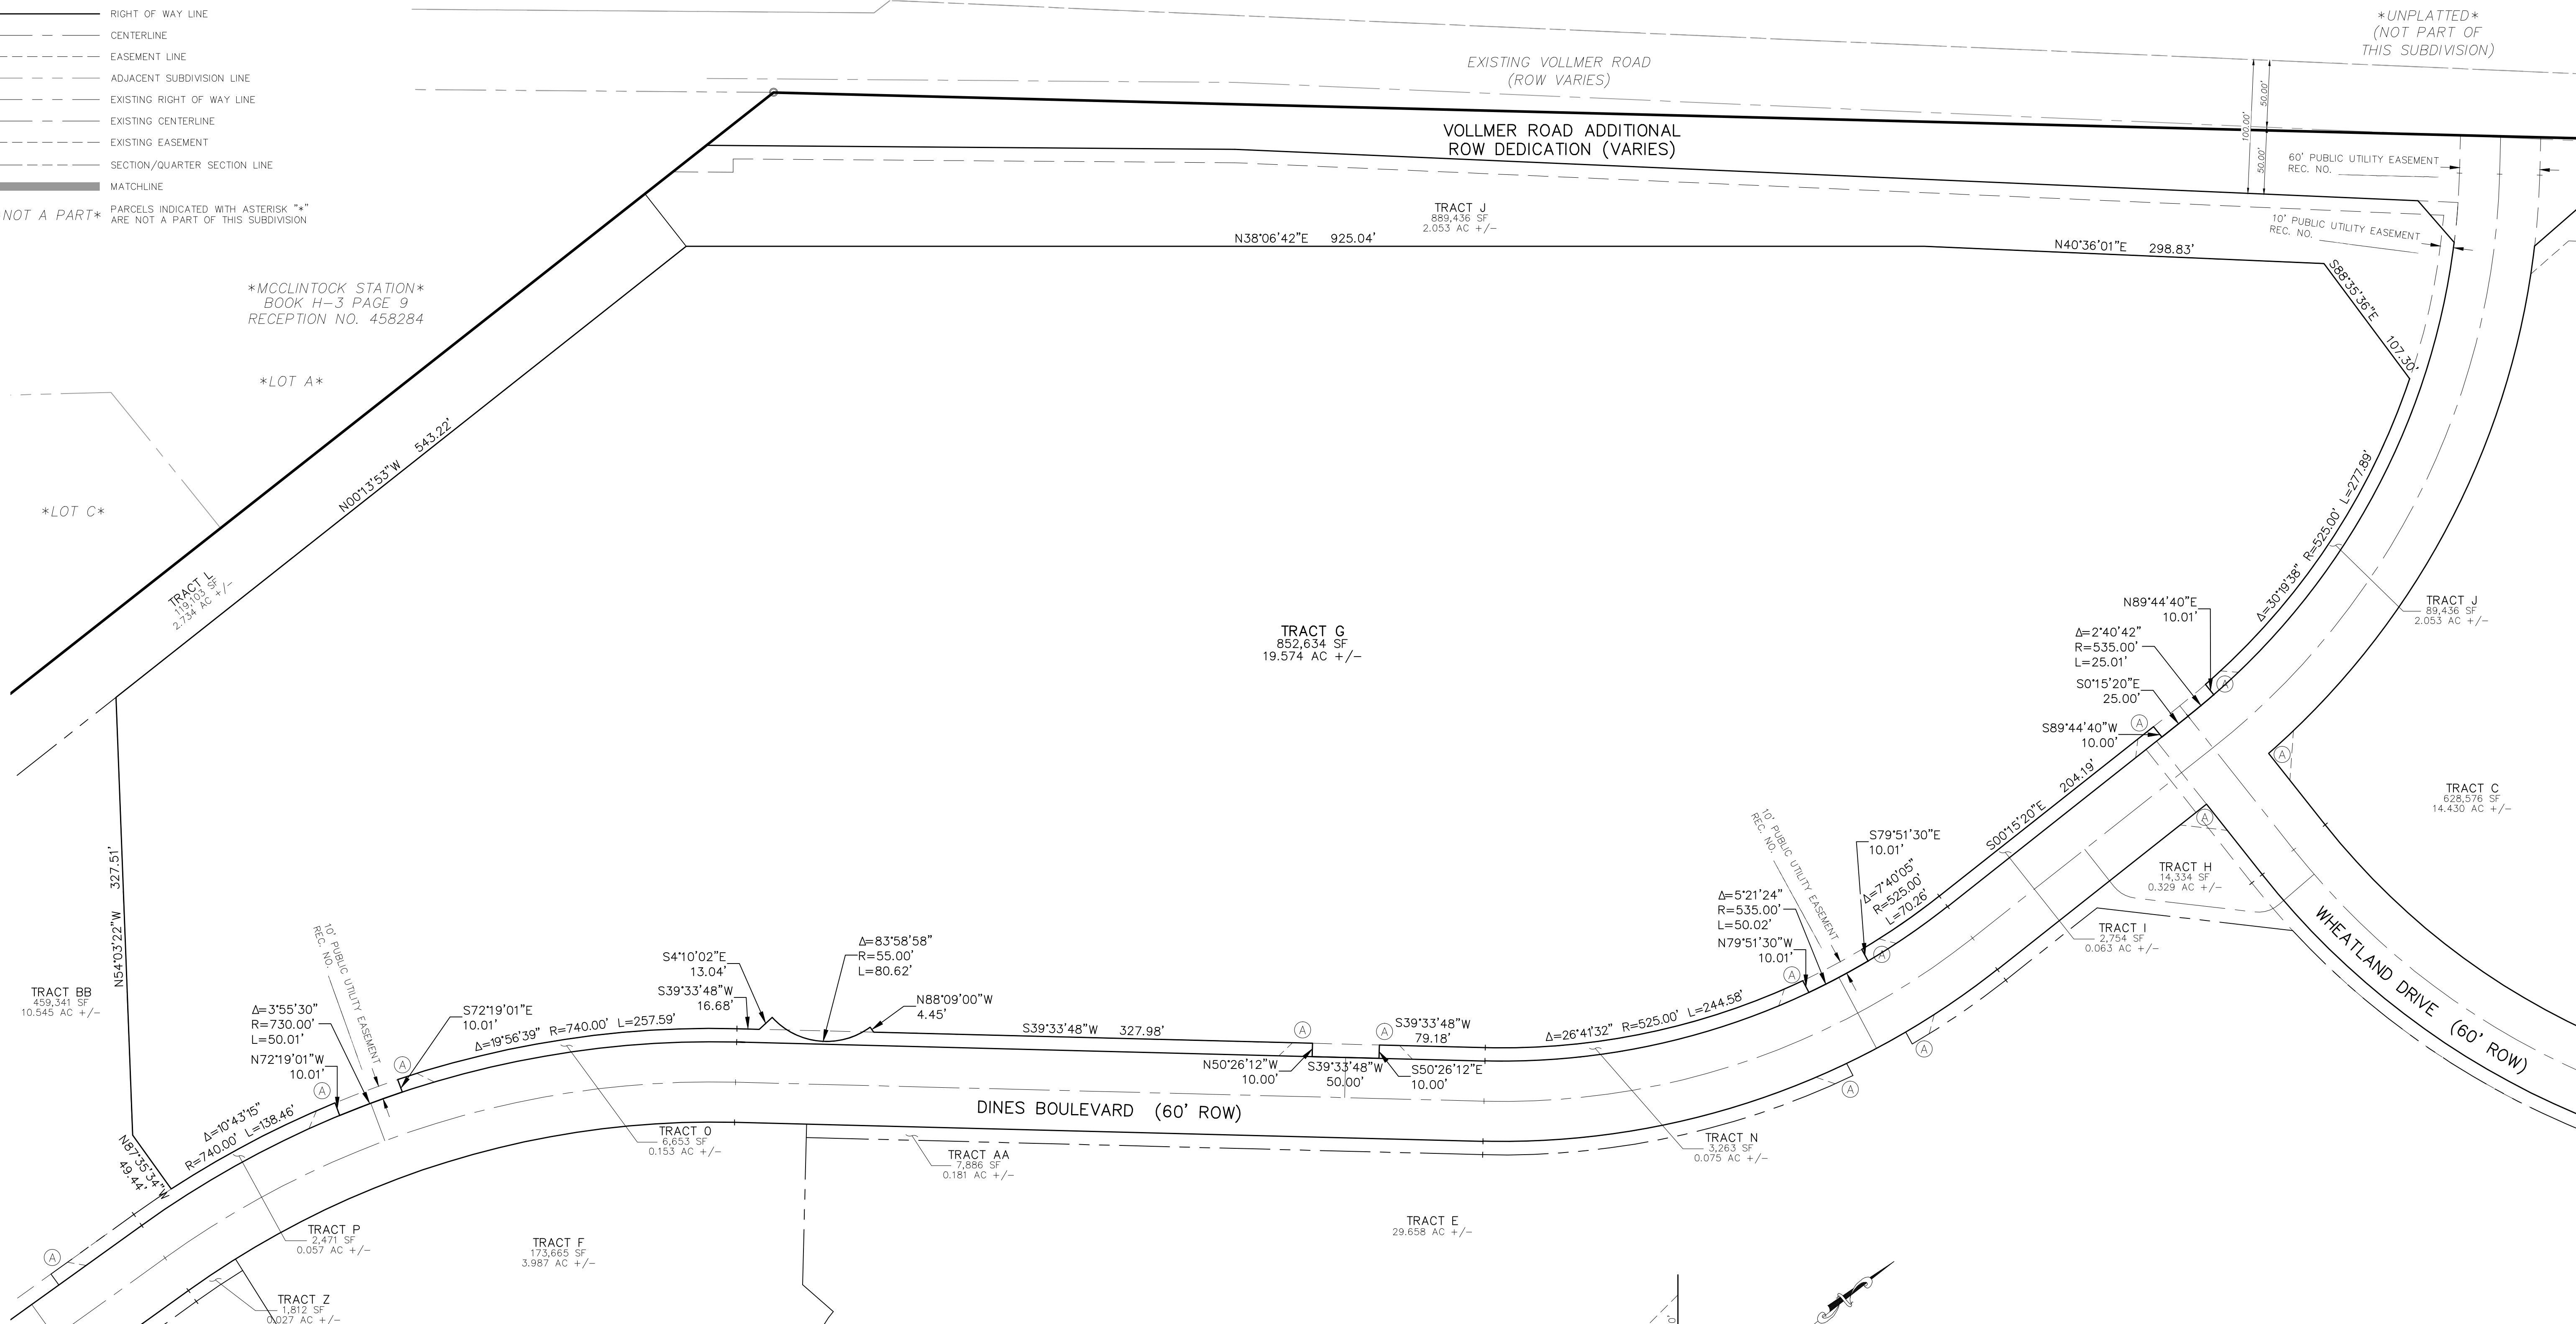 RIGHT OF WAY LINE
CENTERLINE
EASEMENT LINE
ADJACENT SUBDIVISION LINE
EXISTING RIGHT OF WAY LINE
EXISTING CENTERLINE
EXISTING EASEMENT
SECTION/QUARTER SECTION LINE
MATCHLINE
NOT A PART*
PARCELS INDICATED WITH ASTERISK "*"
ARE NOT A PART OF THIS SUBDIVISION
*UNPLATTED*
(NOT PART OF
THIS SUBDIVISION)
EXISTING VOLLMER ROAD
(ROW VARIES)
VOLLMER ROAD ADDITIONAL
ROW DEDICATION (VARIES)
100.00'
50.00'
50.00'
60' PUBLIC UTILITY EASEMENT
REC. NO.
10' PUBLIC UTILITY EASEMENT
REC. NO.
TRACT J
889,436 SF
2.053 AC +/-
N38°06'42"E 925.04'
N40°36'01"E 298.83'
S88°35'36"E 107.30'
*MCCLINTOCK STATION*
BOOK H-3 PAGE 9
RECEPTION NO. 458284
*LOT A*
*LOT C*
N00°13'53"W 543.22'
TRACT L
119,103 SF
2.734 AC +/-
TRACT G
852,634 SF
19.574 AC +/-
Δ=30°19'38" R=525.00' L=277.89'
N89°44'40"E
10.01'
Δ=2°40'42"
R=535.00'
L=25.01'
S0°15'20"E
25.00'
S89°44'40"W
10.00'
A
A
A
A
TRACT J
89,436 SF
2.053 AC +/-
TRACT C
628,576 SF
14.430 AC +/-
S00°15'20"E 204.19'
TRACT H
14,334 SF
0.329 AC +/-
TRACT I
2,754 SF
0.063 AC +/-
WHEATLAND DRIVE (60' ROW)
10' PUBLIC UTILITY EASEMENT
REC. NO.
S79°51'30"E
10.01'
Δ=7°40'05"
R=525.00'
L=70.26'
Δ=5°21'24"
R=535.00'
L=50.02'
N79°51'30"W
10.01'
A
A
A
A
N54°03'22"W 327.51'
TRACT BB
459,341 SF
10.545 AC +/-
10' PUBLIC UTILITY EASEMENT
REC. NO.
Δ=3°55'30"
R=730.00'
L=50.01'
N72°19'01"W
10.01'
A
A
S72°19'01"E
10.01'
Δ=19°56'39" R=740.00' L=257.59'
S4°10'02"E
13.04'
S39°33'48"W
16.68'
Δ=83°58'58"
R=55.00'
L=80.62'
N88°09'00"W
4.45'
S39°33'48"W 327.98'
A
A
S39°33'48"W
79.18'
N50°26'12"W
10.00'
S39°33'48"W
50.00'
S50°26'12"E
10.00'
Δ=26°41'32" R=525.00' L=244.58'
Δ=10°43'15"
R=740.00' L=138.46'
N87°35'34"W
49.44'
DINES BOULEVARD (60' ROW)
TRACT O
6,653 SF
0.153 AC +/-
TRACT AA
7,886 SF
0.181 AC +/-
TRACT N
3,263 SF
0.075 AC +/-
TRACT P
2,471 SF
0.057 AC +/-
TRACT F
173,665 SF
3.987 AC +/-
TRACT E
29.658 AC +/-
A
TRACT Z
1,812 SF
0.027 AC +/-